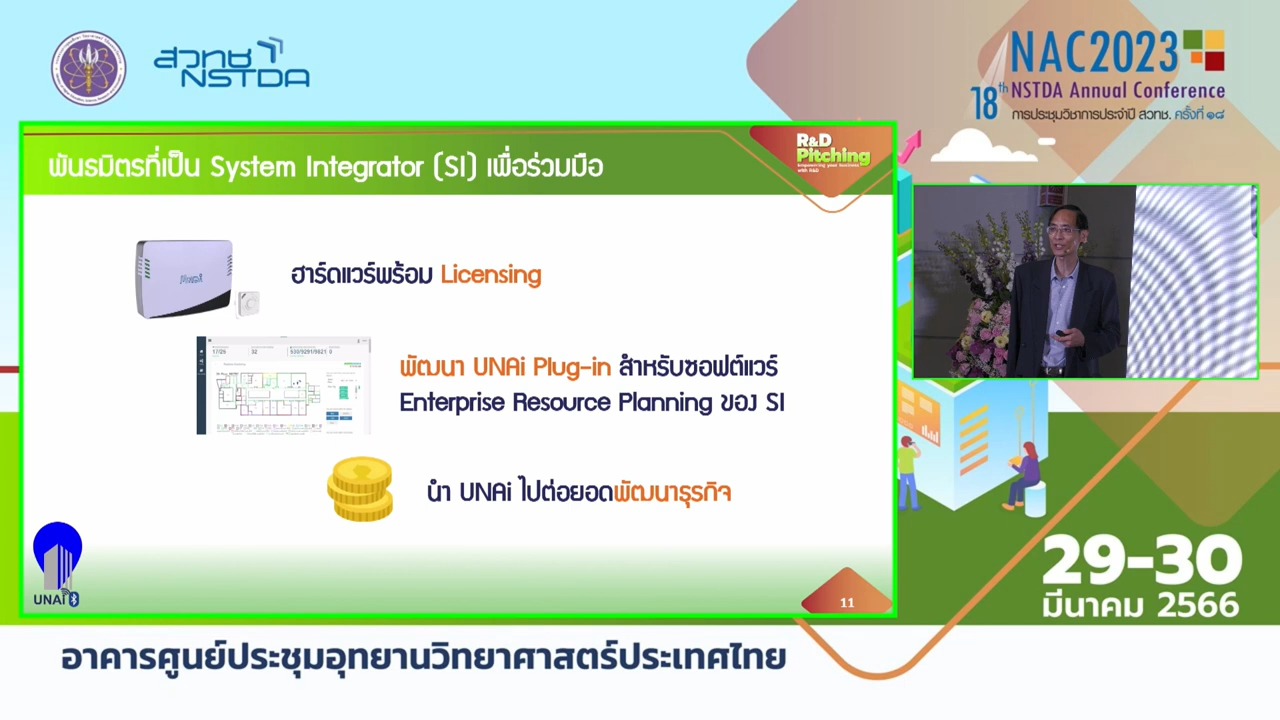 สวทช
NSTDA
NAC2023
18th NSTDA Annual Conference
การประชุมวิชาการประจำปี สวทช. ครั้งที่ ๑๘
พันธมิตรที่เป็น System Integrator (SI) เพื่อร่วมมือ
R&D
Pitching
ฮาร์ดแวร์พร้อม Licensing
พัฒนา UNAi Plug-in สำหรับซอฟต์แวร์
Enterprise Resource Planning ของ SI
นำ UNAi ไปต่อยอดพัฒนาธุรกิจ
UNAi
11
29-30
มีนาคม 2566
อาคารศูนย์ประชุมอุทยานวิทยาศาสตร์ประเทศไทย